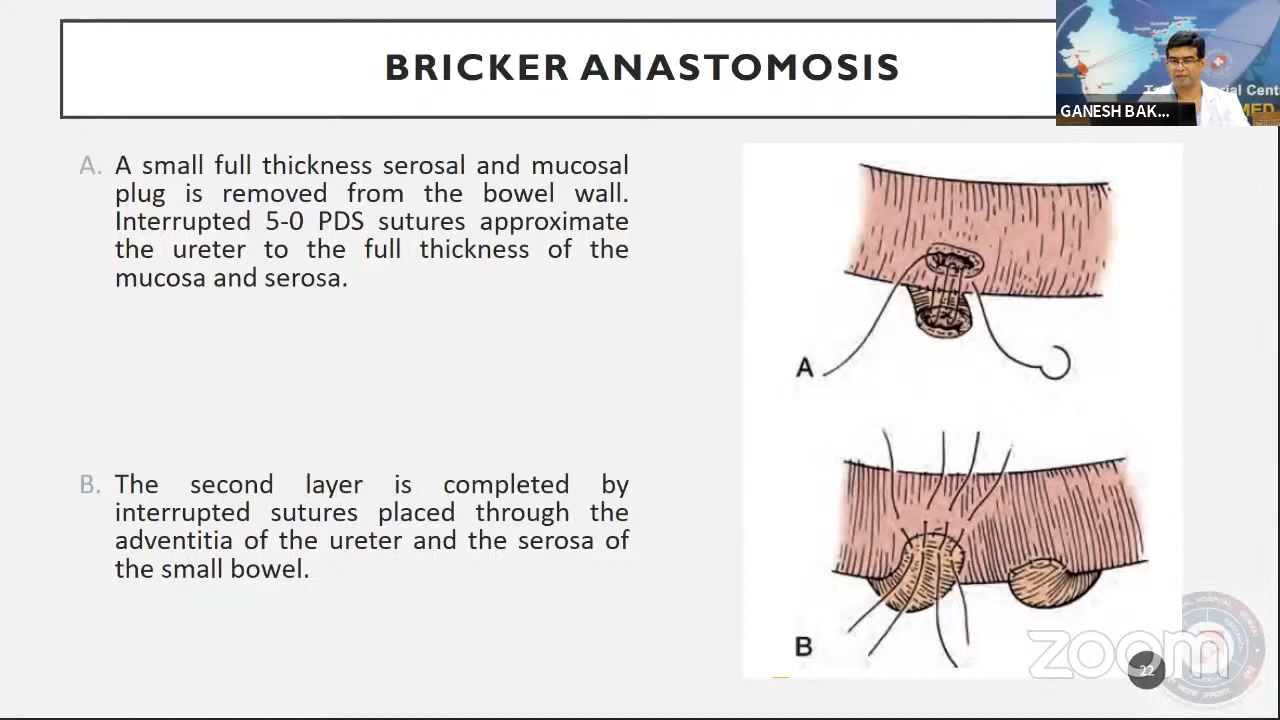 BRICKER ANASTOMOSIS
GANESH BAK...
A. A small full thickness serosal and mucosal
plug is removed from the bowel wall.
Interrupted 5-0 PDS sutures approximate
the ureter to the full thickness of the
mucosa and serosa.
A
B. The second layer is completed by
interrupted sutures placed through the
adventitia of the ureter and the serosa of
the small bowel.
B
zoom
22